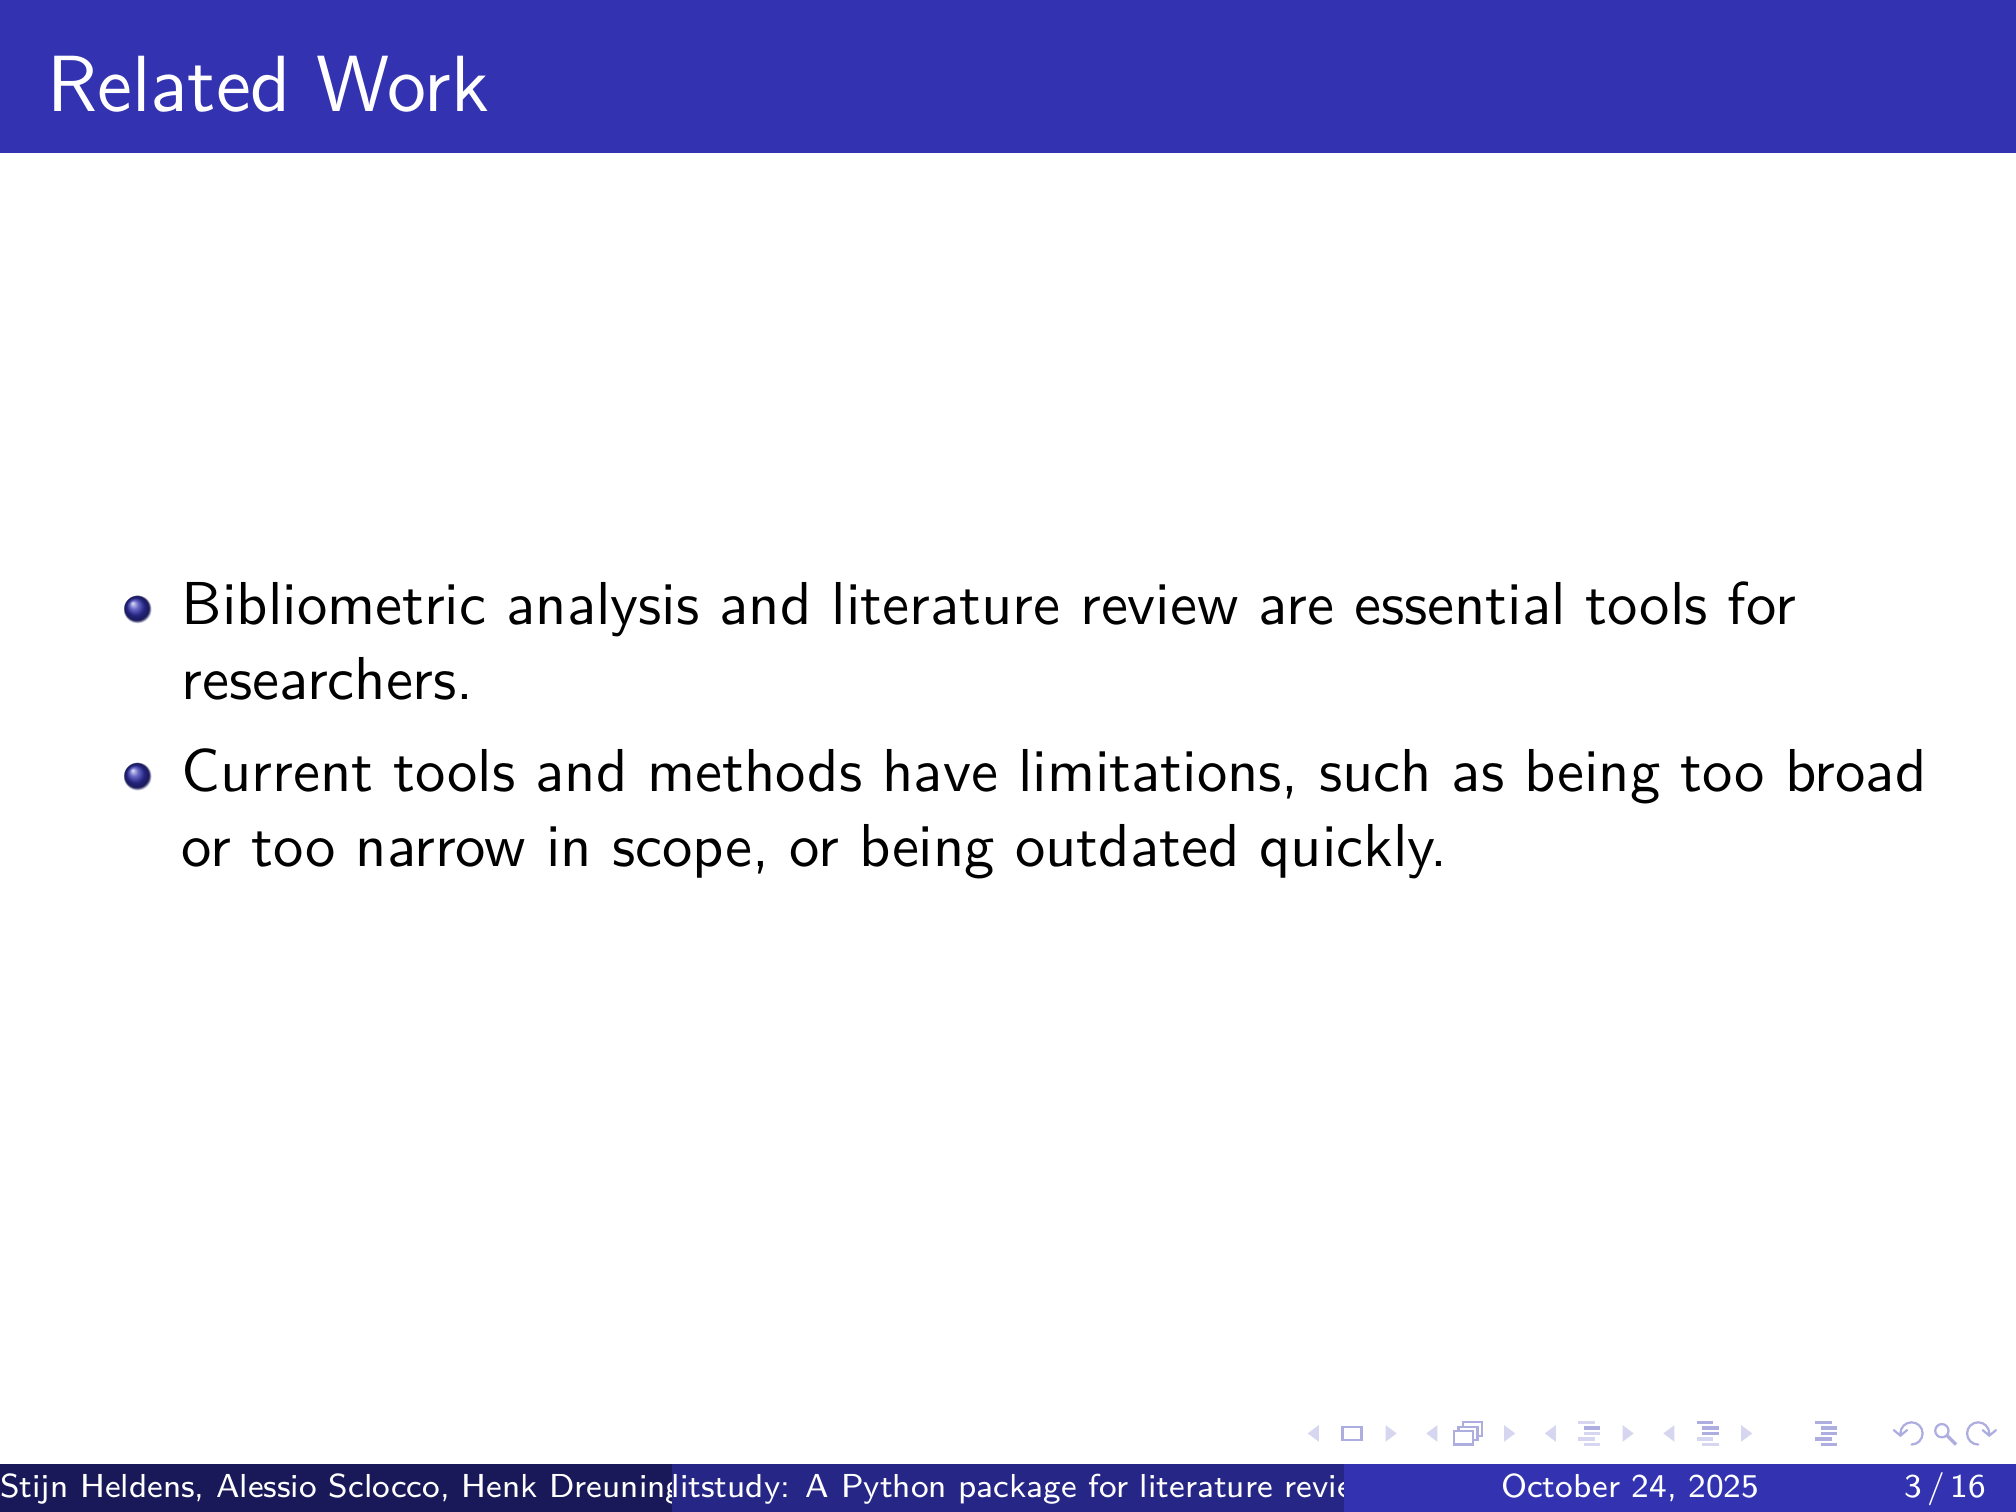 Related Work
Bibliometric analysis and literature review are essential tools for
researchers.
Current tools and methods have limitations, such as being too broad
or too narrow in scope, or being outdated quickly.
Stijn Heldens, Alessio Sclocco, Henk Dreuning
litstudy: A Python package for literature revie
October 24, 2025
3 / 16